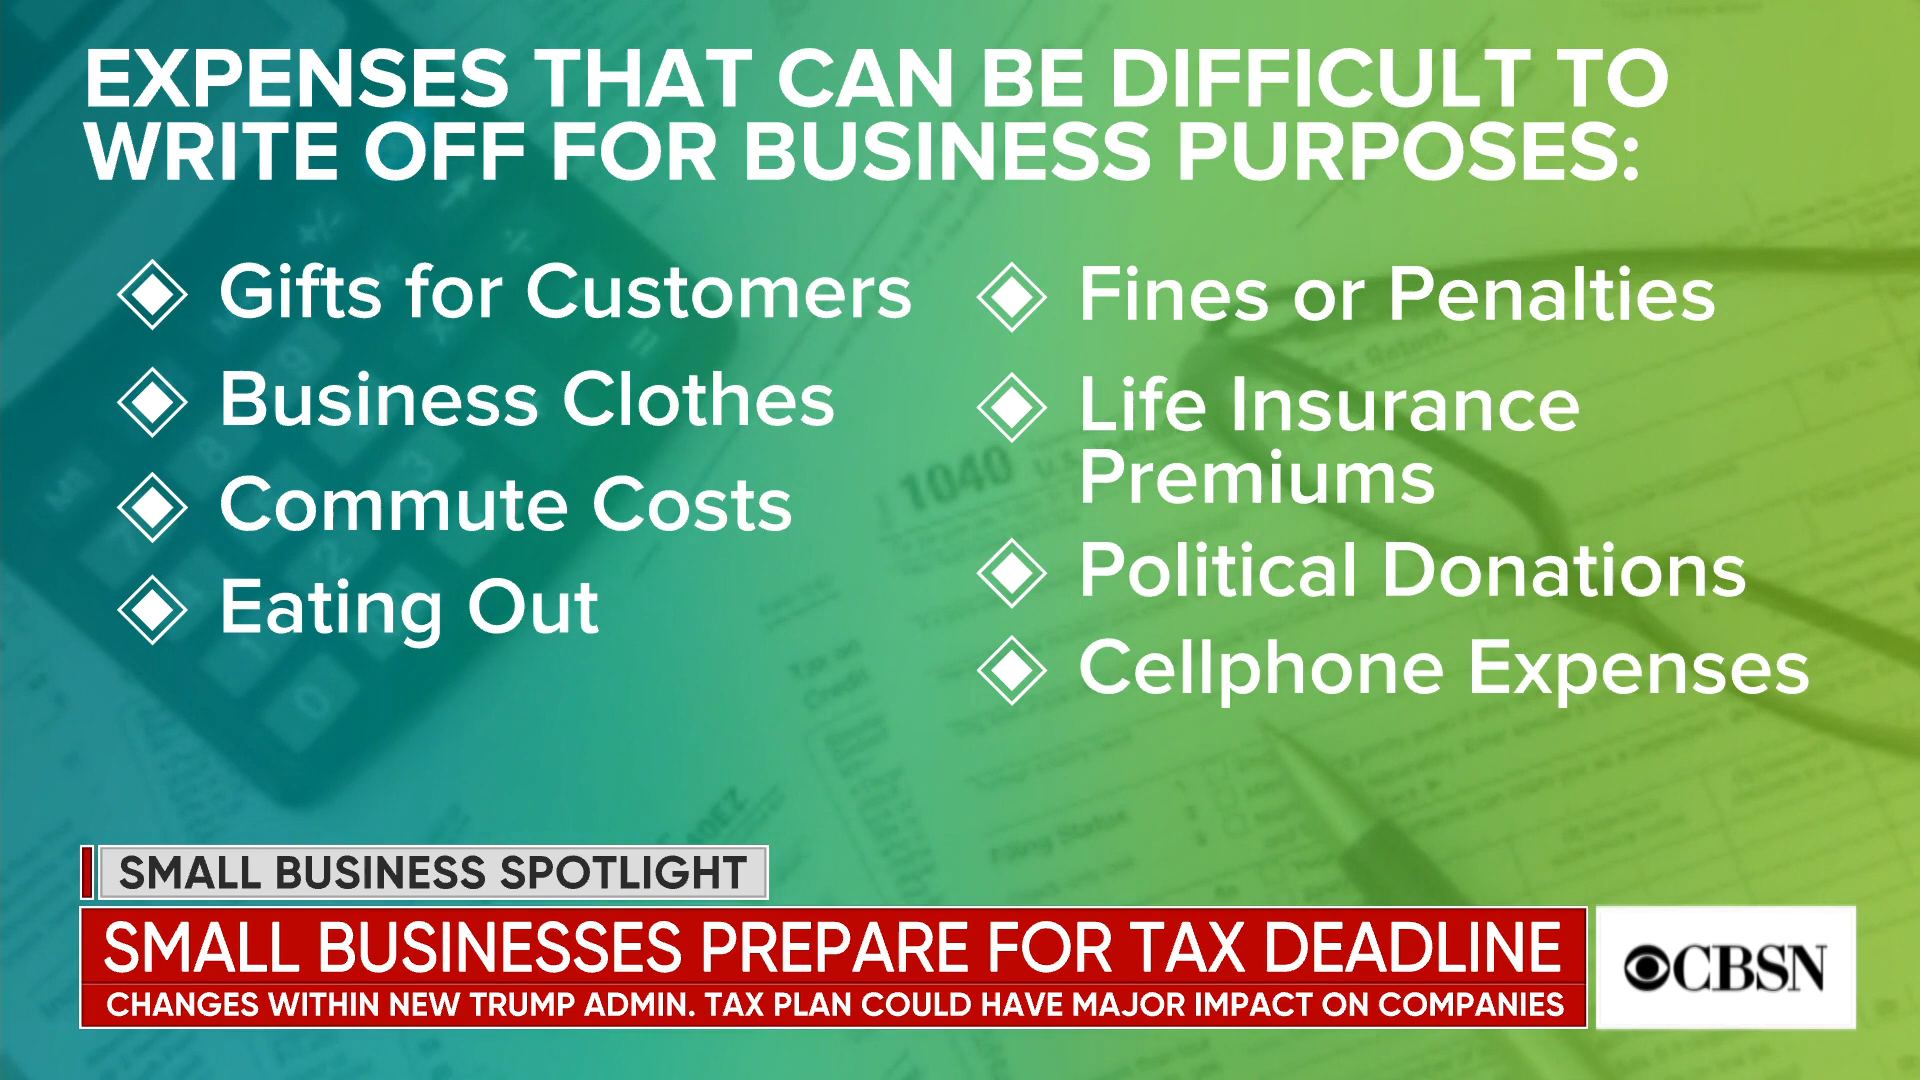 EXPENSES THAT CAN BE DIFFICULT TO
WRITE OFF FOR BUSINESS PURPOSES:
Gifts for Customers
Business Clothes
Commute Costs
Eating Out
Fines or Penalties
Life Insurance
Premiums
Political Donations
Cellphone Expenses
1040
SMALL BUSINESS SPOTLIGHT
SMALL BUSINESSES PREPARE FOR TAX DEADLINE
CHANGES WITHIN NEW TRUMP ADMIN. TAX PLAN COULD HAVE MAJOR IMPACT ON COMPANIES
CBSN